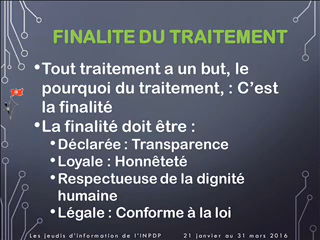 FINALITE DU TRAITEMENT
•Tout traitement a un but, le
pourquoi du traitement, : C’est
la finalité
•La finalité doit être :
•Déclarée : Transparence
•Loyale : Honnêteté
•Respectueuse de la dignité
humaine
•Légale : Conforme à la loi
Les jeudis d’information de l’INPDP 21 janvier au 31 mars 2016